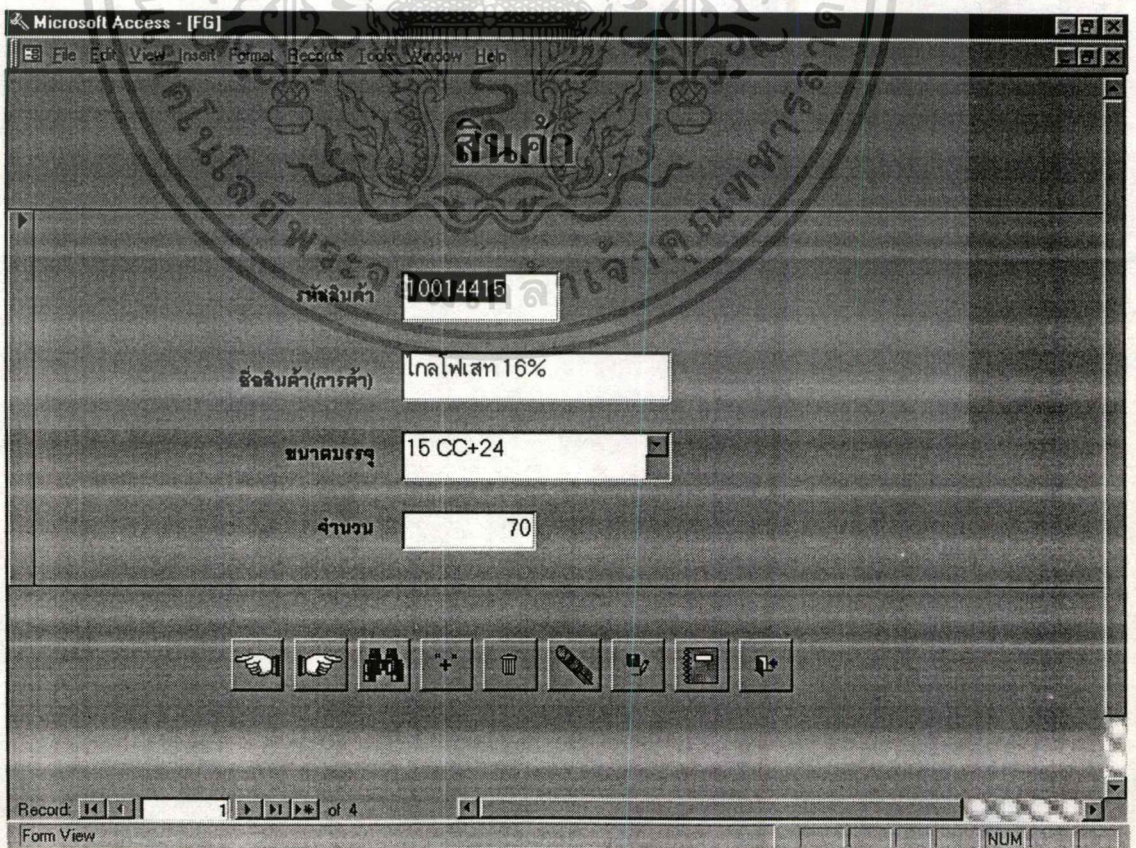 Microsoft Access - [FG]
File Edit View Insert Format Records Tools Window Help
สินค้า
รหัสสินค้า 10014415
ชื่อสินค้า(การค้า) ไกลโฟเสท 16%
ขนาดบรรจุ 15 CC+24
จำนวน 70
Record: 1 of 4
Form View NUM